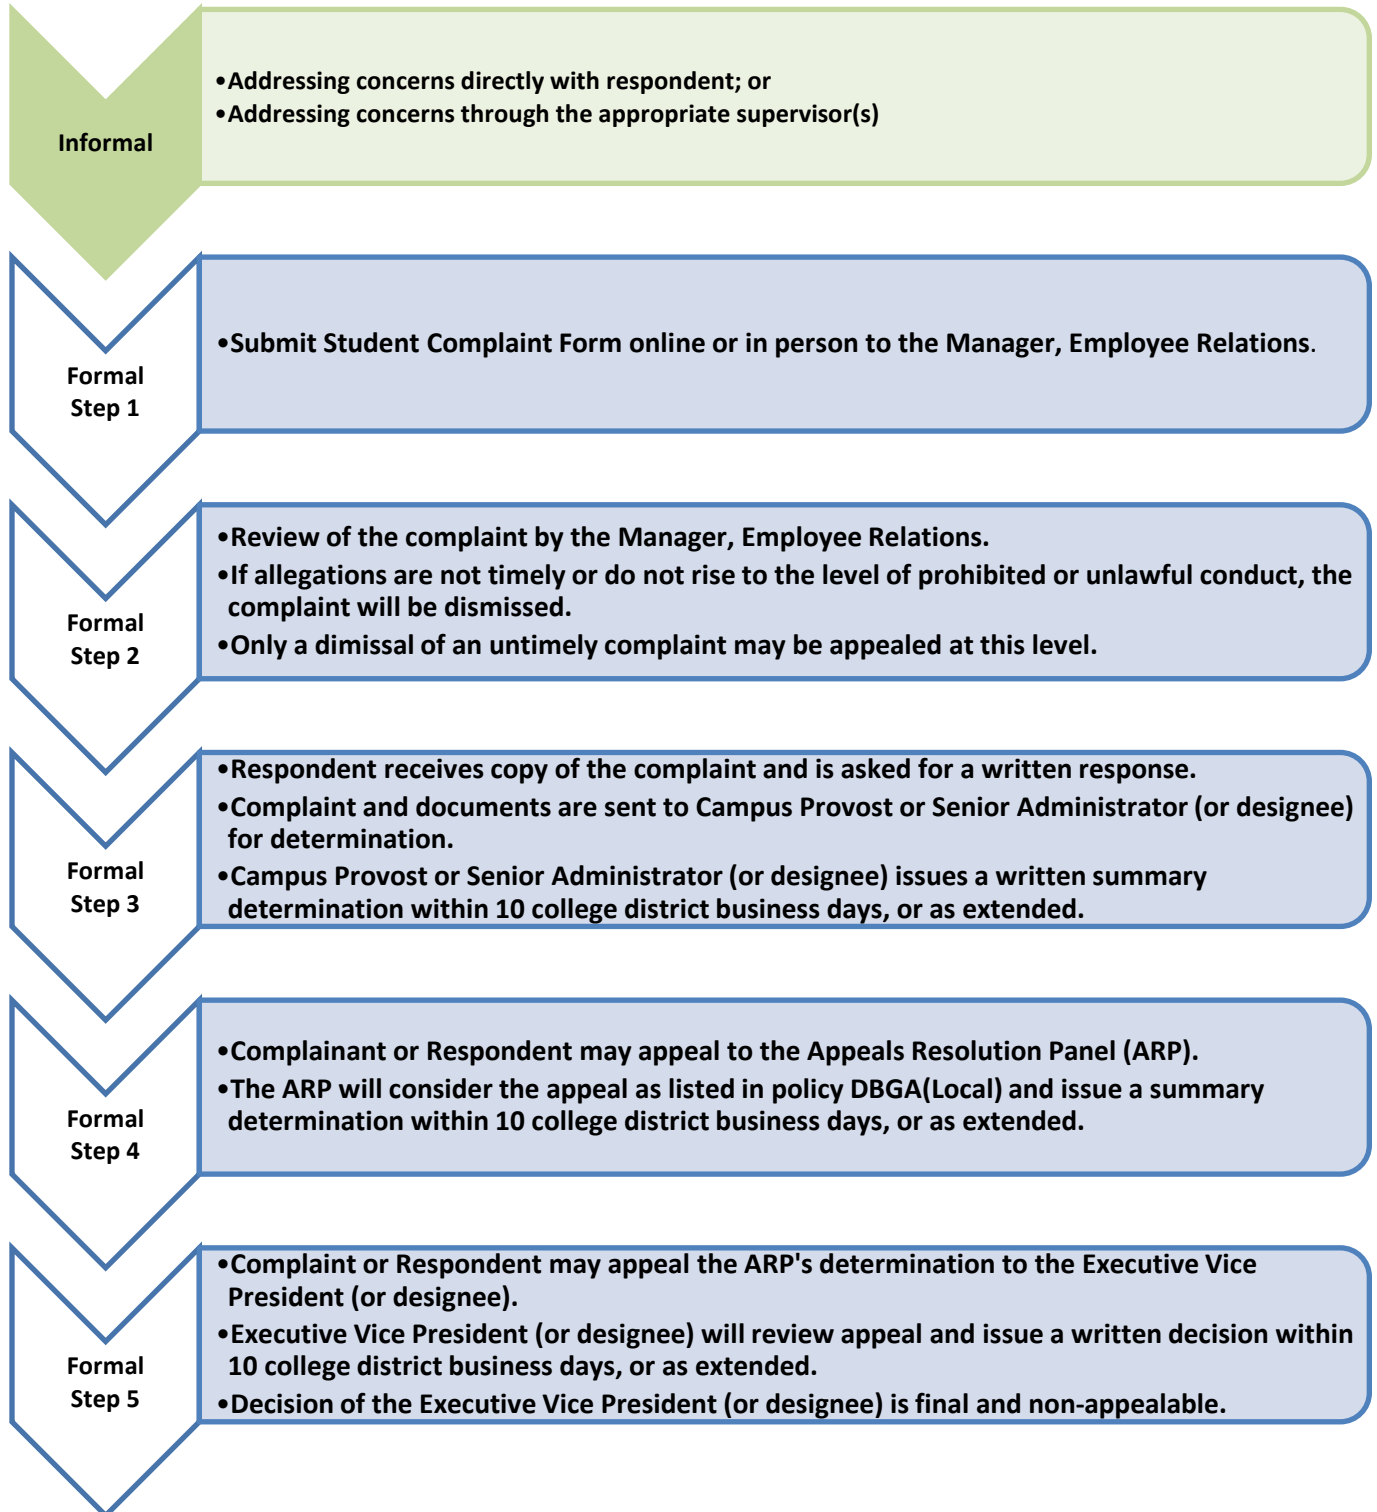 Informal
•Addressing concerns directly with respondent; or
•Addressing concerns through the appropriate supervisor(s)
Formal
Step 1
•Submit Student Complaint Form online or in person to the Manager, Employee Relations.
Formal
Step 2
•Review of the complaint by the Manager, Employee Relations.
•If allegations are not timely or do not rise to the level of prohibited or unlawful conduct, the
complaint will be dismissed.
•Only a dimissal of an untimely complaint may be appealed at this level.
Formal
Step 3
•Respondent receives copy of the complaint and is asked for a written response.
•Complaint and documents are sent to Campus Provost or Senior Administrator (or designee)
for determination.
•Campus Provost or Senior Administrator (or designee) issues a written summary
determination within 10 college district business days, or as extended.
Formal
Step 4
•Complainant or Respondent may appeal to the Appeals Resolution Panel (ARP).
•The ARP will consider the appeal as listed in policy DBGA(Local) and issue a summary
determination within 10 college district business days, or as extended.
Formal
Step 5
•Complaint or Respondent may appeal the ARP's determination to the Executive Vice
President (or designee).
•Executive Vice President (or designee) will review appeal and issue a written decision within
10 college district business days, or as extended.
•Decision of the Executive Vice President (or designee) is final and non-appealable.